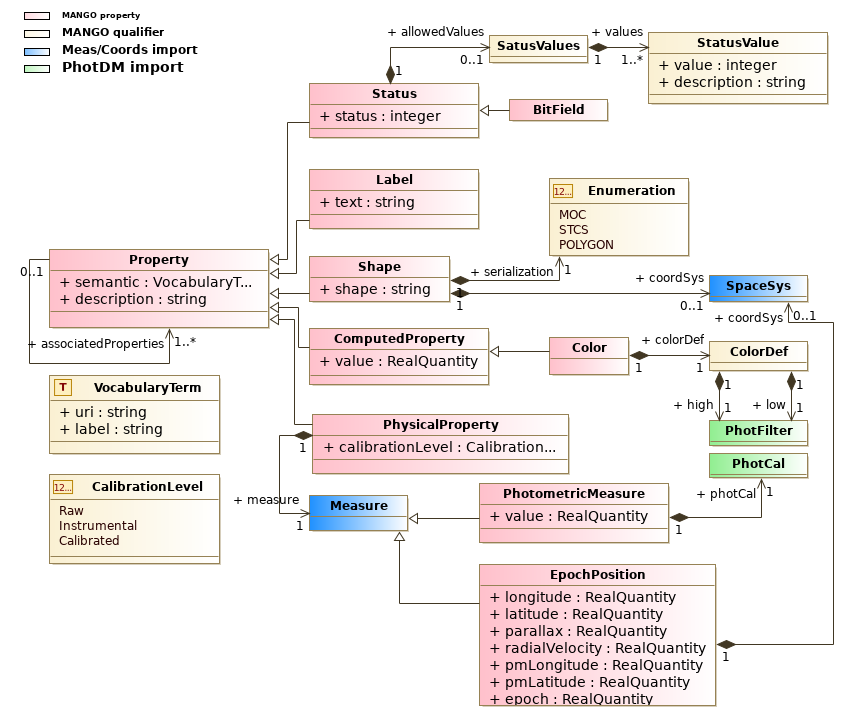 MANGO property
MANGO qualifier
Meas/Coords import
PhotDM import
+ allowedValues
0..1
1
SatusValues
+ values
1
1..*
StatusValue
+ value : integer
+ description : string
Status
+ status : integer
BitField
Label
+ text : string
12...
Enumeration
MOC
STCS
POLYGON
Property
+ semantic : VocabularyT...
+ description : string
0..1
+ associatedProperties
1..*
Shape
+ shape : string
+ serialization
1
1
1
+ coordSys
0..1
SpaceSys
+ coordSys
0..1
ComputedProperty
+ value : RealQuantity
Color
+ colorDef
1
1
ColorDef
1
1
+ high
1
+ low
1
PhotFilter
PhotCal
+ photCal
1
T
VocabularyTerm
+ uri : string
+ label : string
PhysicalProperty
+ calibrationLevel : Calibration...
1
+ measure
1
Measure
12...
CalibrationLevel
Raw
Instrumental
Calibrated
PhotometricMeasure
+ value : RealQuantity
1
EpochPosition
+ longitude : RealQuantity
+ latitude : RealQuantity
+ parallax : RealQuantity
+ radialVelocity : RealQuantity
+ pmLongitude : RealQuantity
+ pmLatitude : RealQuantity
+ epoch : RealQuantity
1